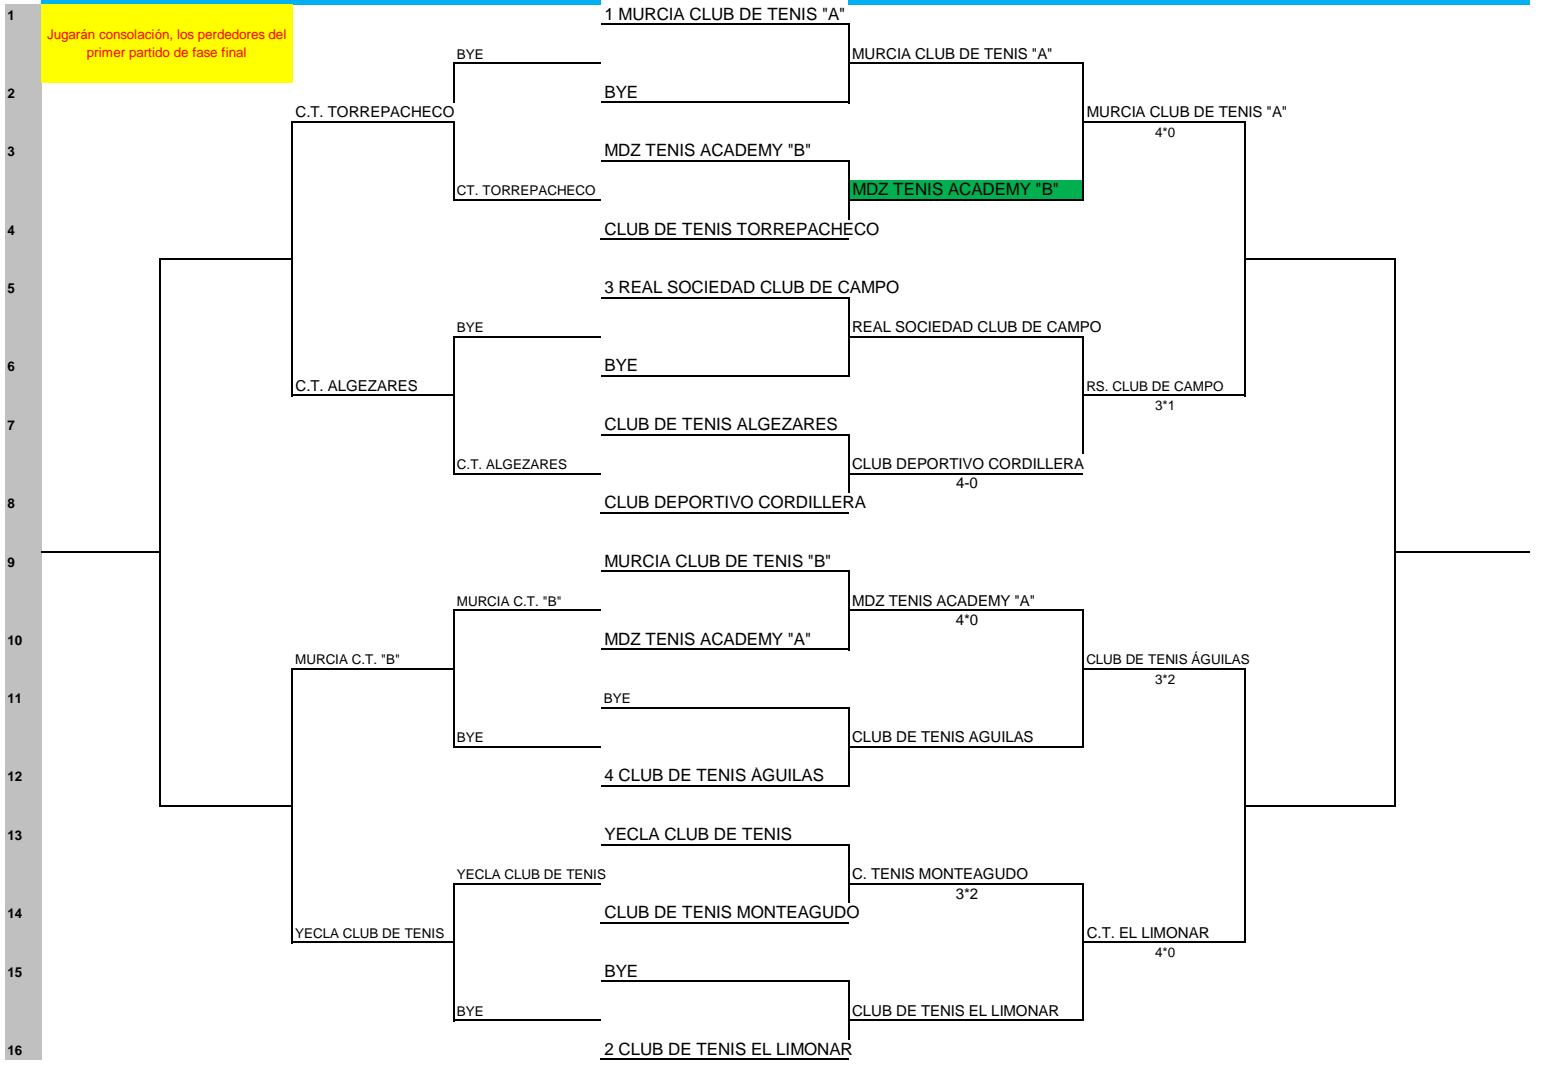 1
Jugarán consolación, los perdedores del
primer partido de fase final
1 MURCIA CLUB DE TENIS "A"
BYE
MURCIA CLUB DE TENIS "A"
2
BYE
C.T. TORREPACHECO
MURCIA CLUB DE TENIS "A"
4*0
3
MDZ TENIS ACADEMY "B"
CT. TORREPACHECO
MDZ TENIS ACADEMY "B"
4
CLUB DE TENIS TORREPACHECO
5
3 REAL SOCIEDAD CLUB DE CAMPO
BYE
REAL SOCIEDAD CLUB DE CAMPO
6
BYE
C.T. ALGEZARES
RS. CLUB DE CAMPO
3*1
7
CLUB DE TENIS ALGEZARES
C.T. ALGEZARES
CLUB DEPORTIVO CORDILLERA
4-0
8
CLUB DEPORTIVO CORDILLERA
9
MURCIA CLUB DE TENIS "B"
MURCIA C.T. "B"
MDZ TENIS ACADEMY "A"
4*0
10
MDZ TENIS ACADEMY "A"
MURCIA C.T. "B"
CLUB DE TENIS ÁGUILAS
3*2
11
BYE
BYE
CLUB DE TENIS AGUILAS
12
4 CLUB DE TENIS ÁGUILAS
13
YECLA CLUB DE TENIS
YECLA CLUB DE TENIS
C. TENIS MONTEAGUDO
3*2
14
CLUB DE TENIS MONTEAGUDO
YECLA CLUB DE TENIS
C.T. EL LIMONAR
4*0
15
BYE
BYE
CLUB DE TENIS EL LIMONAR
16
2 CLUB DE TENIS EL LIMONAR